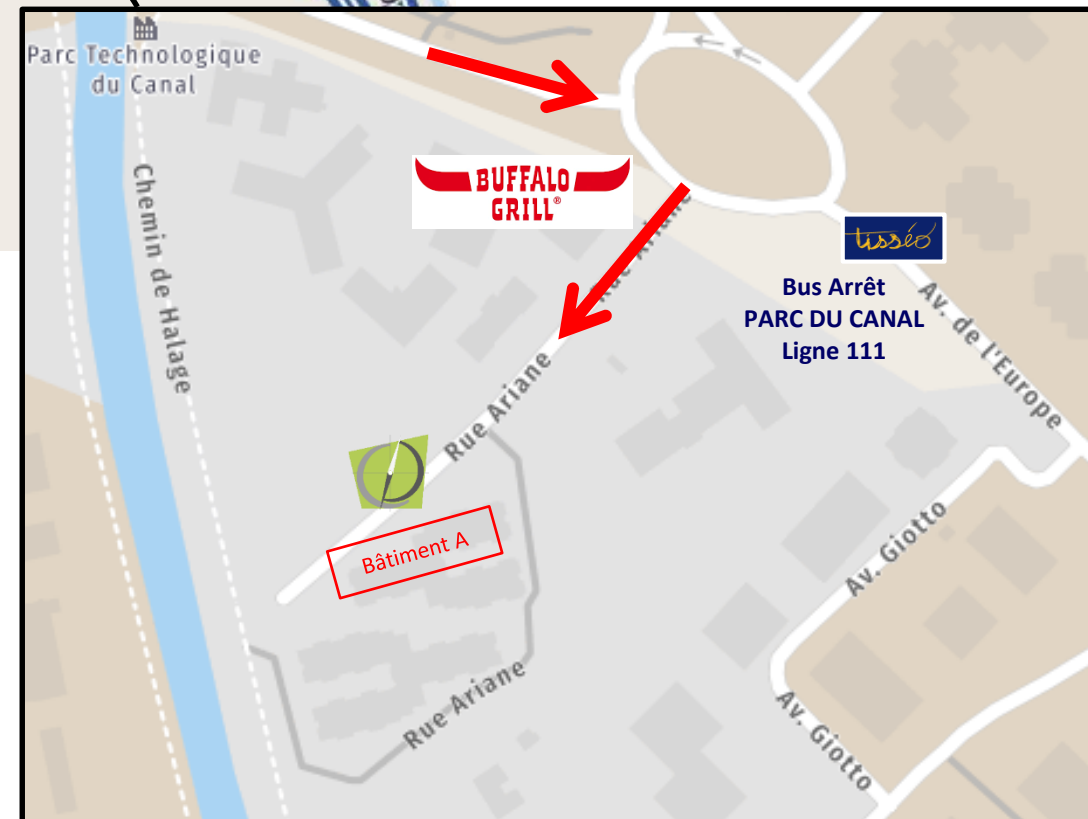 Parc Technologique
du Canal
Chemin de Halage
BUFFALO
GRILL®
Rue Ariane
tisséo
Bus Arrêt
PARC DU CANAL
Ligne 111
Av. de l'Europe
Rue Ariane
Bâtiment A
Av. Giotto
Rue Ariane
Av. Giotto